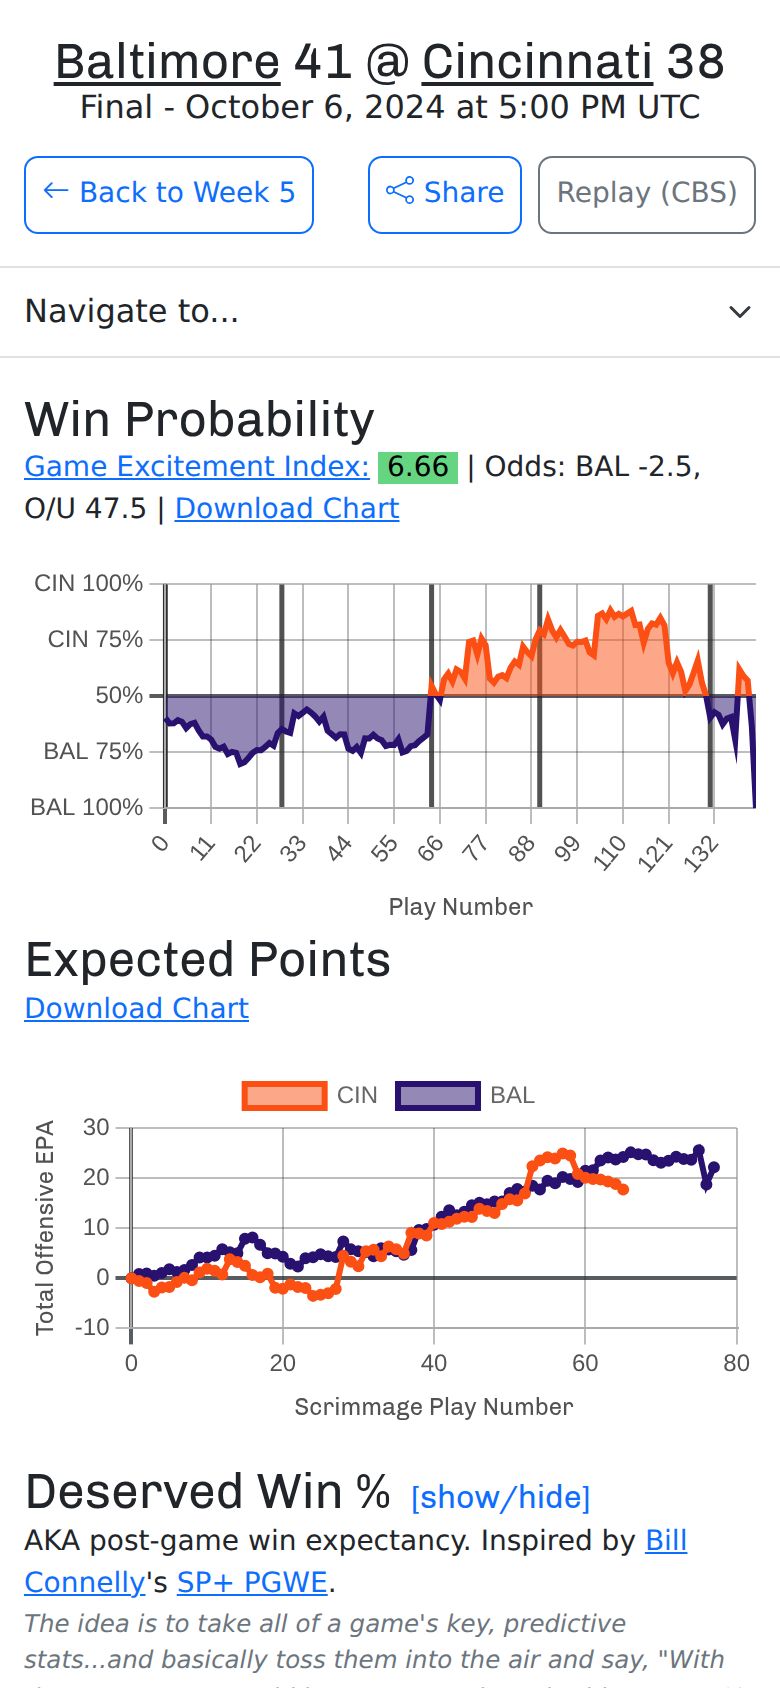 Baltimore 41 @ Cincinnati 38
Final - October 6, 2024 at 5:00 PM UTC
← Back to Week 5
Share
Replay (CBS)
Navigate to...
Win Probability
Game Excitement Index: 6.66 | Odds: BAL -2.5,
O/U 47.5 | Download Chart
CIN 100%
CIN 75%
50%
BAL 75%
BAL 100%
0 11 22 33 44 55 66 77 88 99 110 121 132
Play Number
Expected Points
Download Chart
CIN BAL
Total Offensive EPA
30
20
10
0
-10
0 20 40 60 80
Scrimmage Play Number
Deserved Win % [show/hide]
AKA post-game win expectancy. Inspired by Bill
Connelly's SP+ PGWE.
The idea is to take all of a game's key, predictive
stats...and basically toss them into the air and say, "With